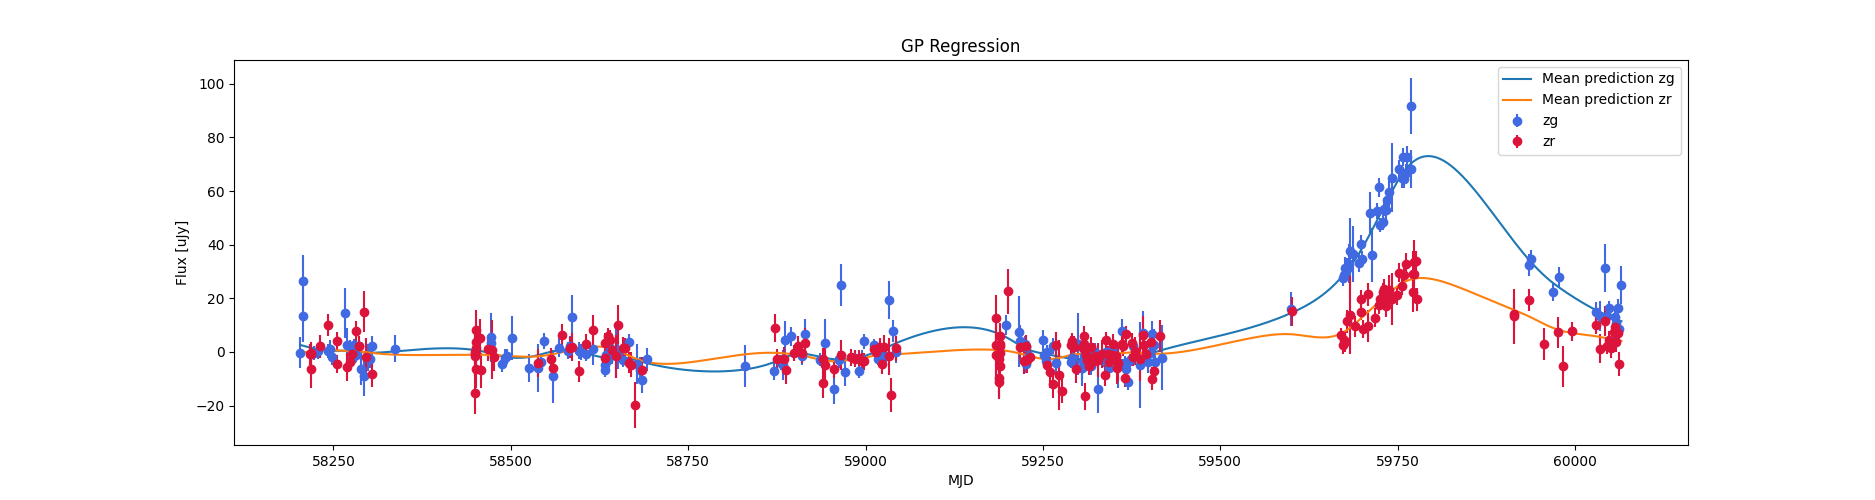 GP Regression
Flux [uJy]
100
80
60
40
20
0
−20
Mean prediction zg
Mean prediction zr
zg
zr
58250 58500 58750 59000 59250 59500 59750 60000
MJD